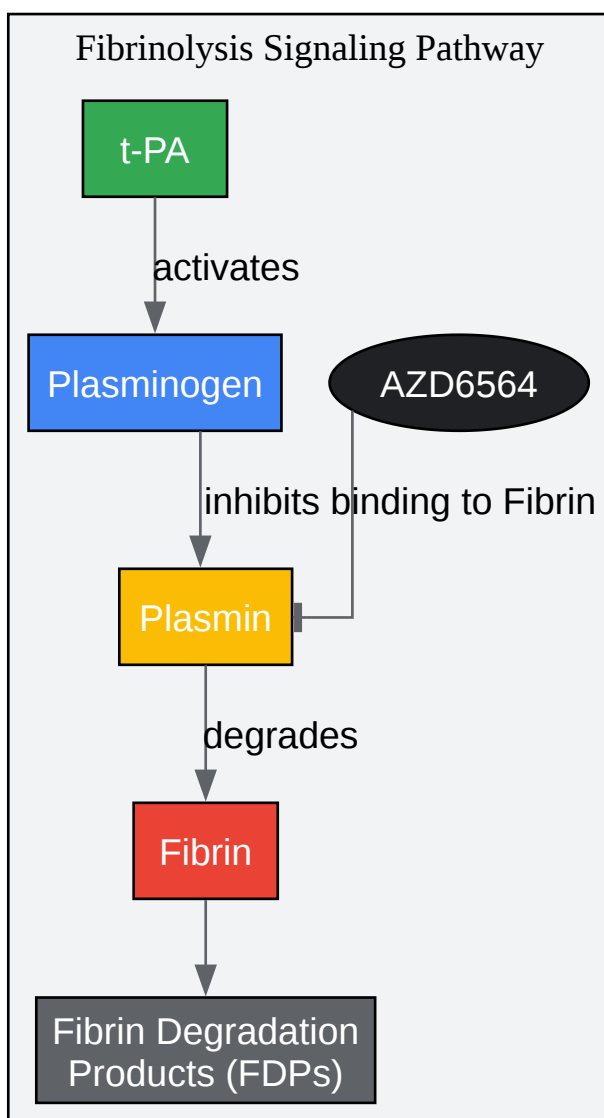 Fibrinolysis Signaling Pathway
t-PA
activates
Plasminogen
AZD6564
inhibits binding to Fibrin
Plasmin
degrades
Fibrin
Fibrin Degradation
Products (FDPs)